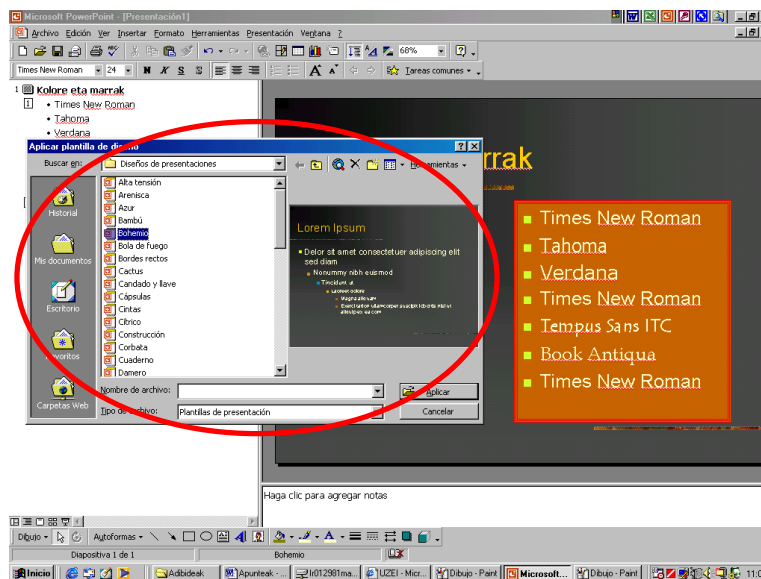 Microsoft PowerPoint - [Presentación1]
Archivo Edición Ver Insertar Formato Herramientas Presentación Ventana ?
68%
Times New Roman 24 N K S S Tareas comunes
1 Kolore eta marrak
1 • Times New Roman
• Tahoma
• Verdana
Aplicar plantilla de diseño
Buscar en: Diseños de presentaciones Herramientas
Historial
Mis documentos
Escritorio
Favoritos
Carpetas Web
Alta tensión
Arenisca
Azur
Bambú
Bohemio
Bola de fuego
Bordes rectos
Cactus
Candado y llave
Cápsulas
Cintas
Cítrico
Construcción
Corbata
Cuaderno
Damero
Lorem Ipsum
Delor sit amet consectetuer adipiscing elit
sed diam
Nonummy nibh euismod
Tincidunt ut
Nombre de archivo: Aplicar
Tipo de archivo: Plantillas de presentación Cancelar
rrak
Times New Roman
Tahoma
Verdana
Times New Roman
Tempus Sans ITC
Book Antiqua
Times New Roman
Haga clic para agregar notas
Dibujo Autoformas
Diapositiva 1 de 1 Bohemio
Inicio Adibideak Apunteak - ... lr012981ma... UZEI - Micr... Dibujo - Paint Microsoft... Dibujo - Paint